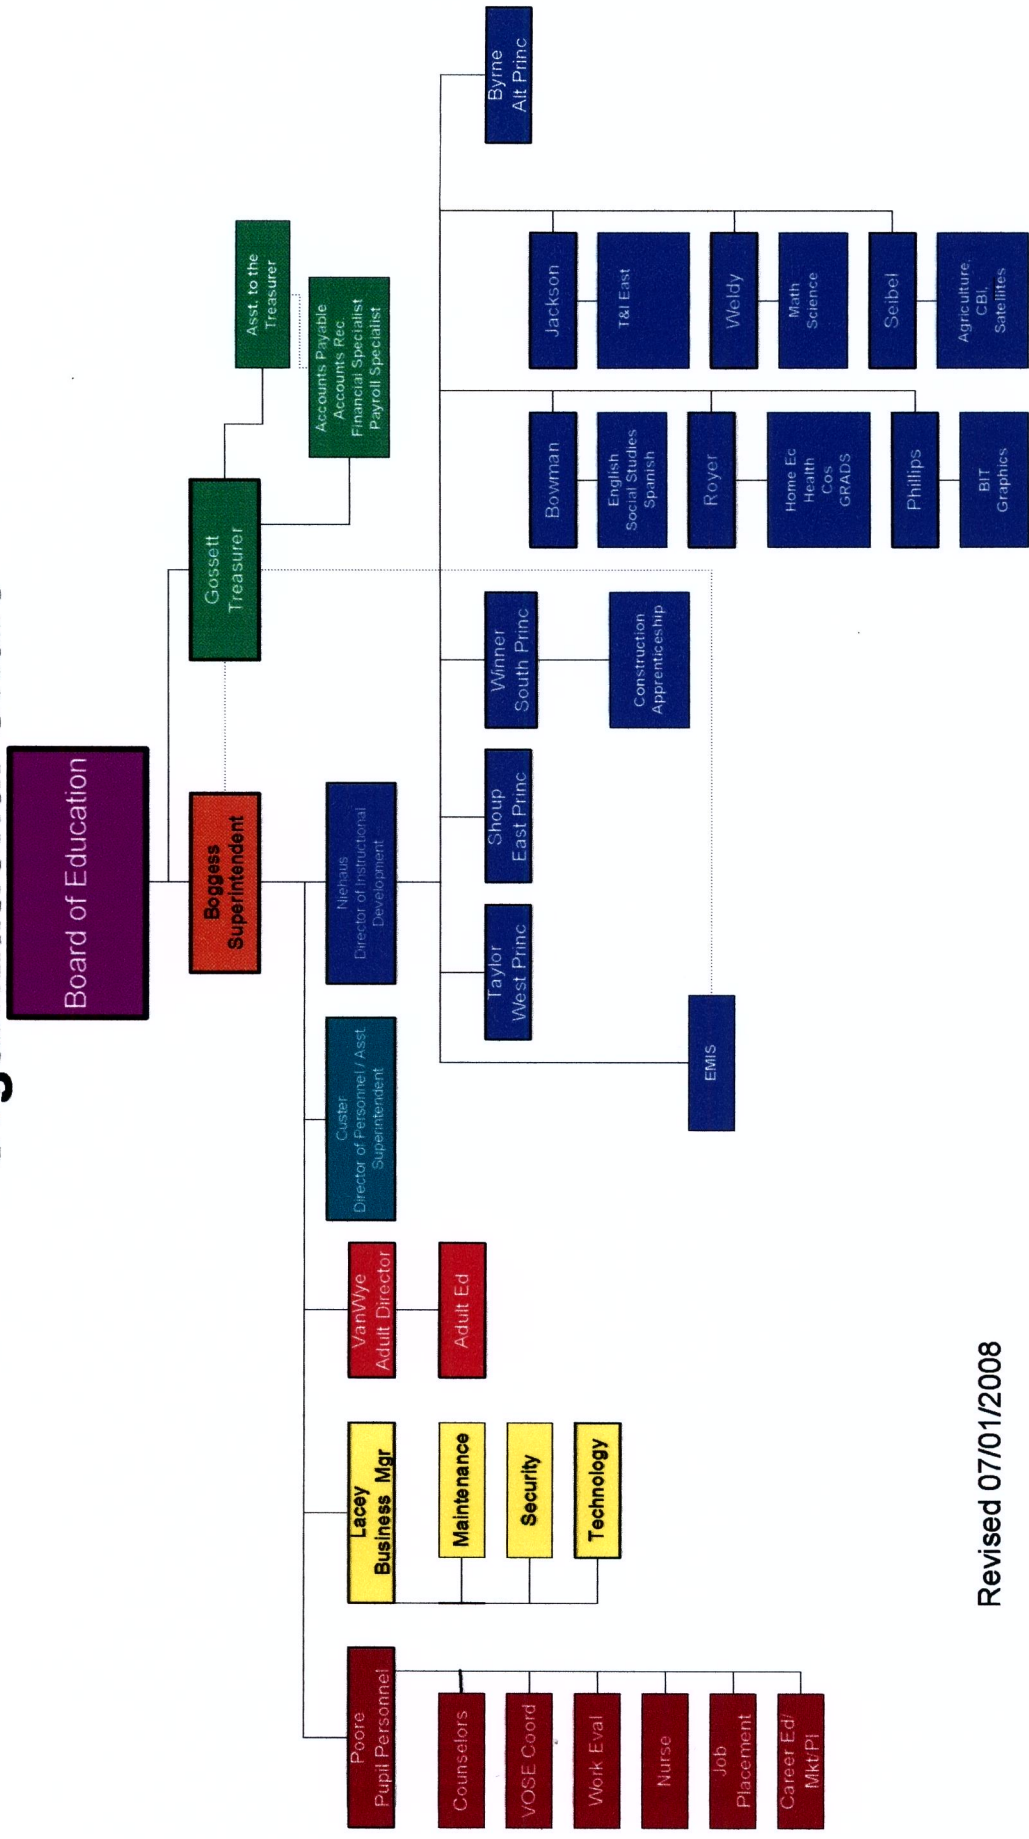 Board of Education
Boggess
Superintendent
Gossett
Treasurer
Asst. to the
Treasurer
Accounts Payable
Accounts Rec.
Financial Specialist
Payroll Specialist
Poore
Pupil Personnel
Counselors
VOSE Coord
Work Eval
Nurse
Job
Placement
Career Ed/
Mkt/Pl
Lacey
Business Mgr
Maintenance
Security
Technology
VanWye
Adult Director
Adult Ed
Custer
Director of Personnel / Asst.
Superintendent
Niehaus
Director of Instructional
Development
EMIS
Taylor
West Princ
Shoup
East Princ
Winner
South Princ
Construction
Apprenticeship
Bowman
English
Social Studies
Spanish
Royer
Home Ec
Health
Cos
GRADS
Phillips
BIT
Graphics
Jackson
T&I East
Weldy
Math
Science
Seibel
Agriculture,
CBI,
Satellites
Byrne
Alt Princ
Revised 07/01/2008